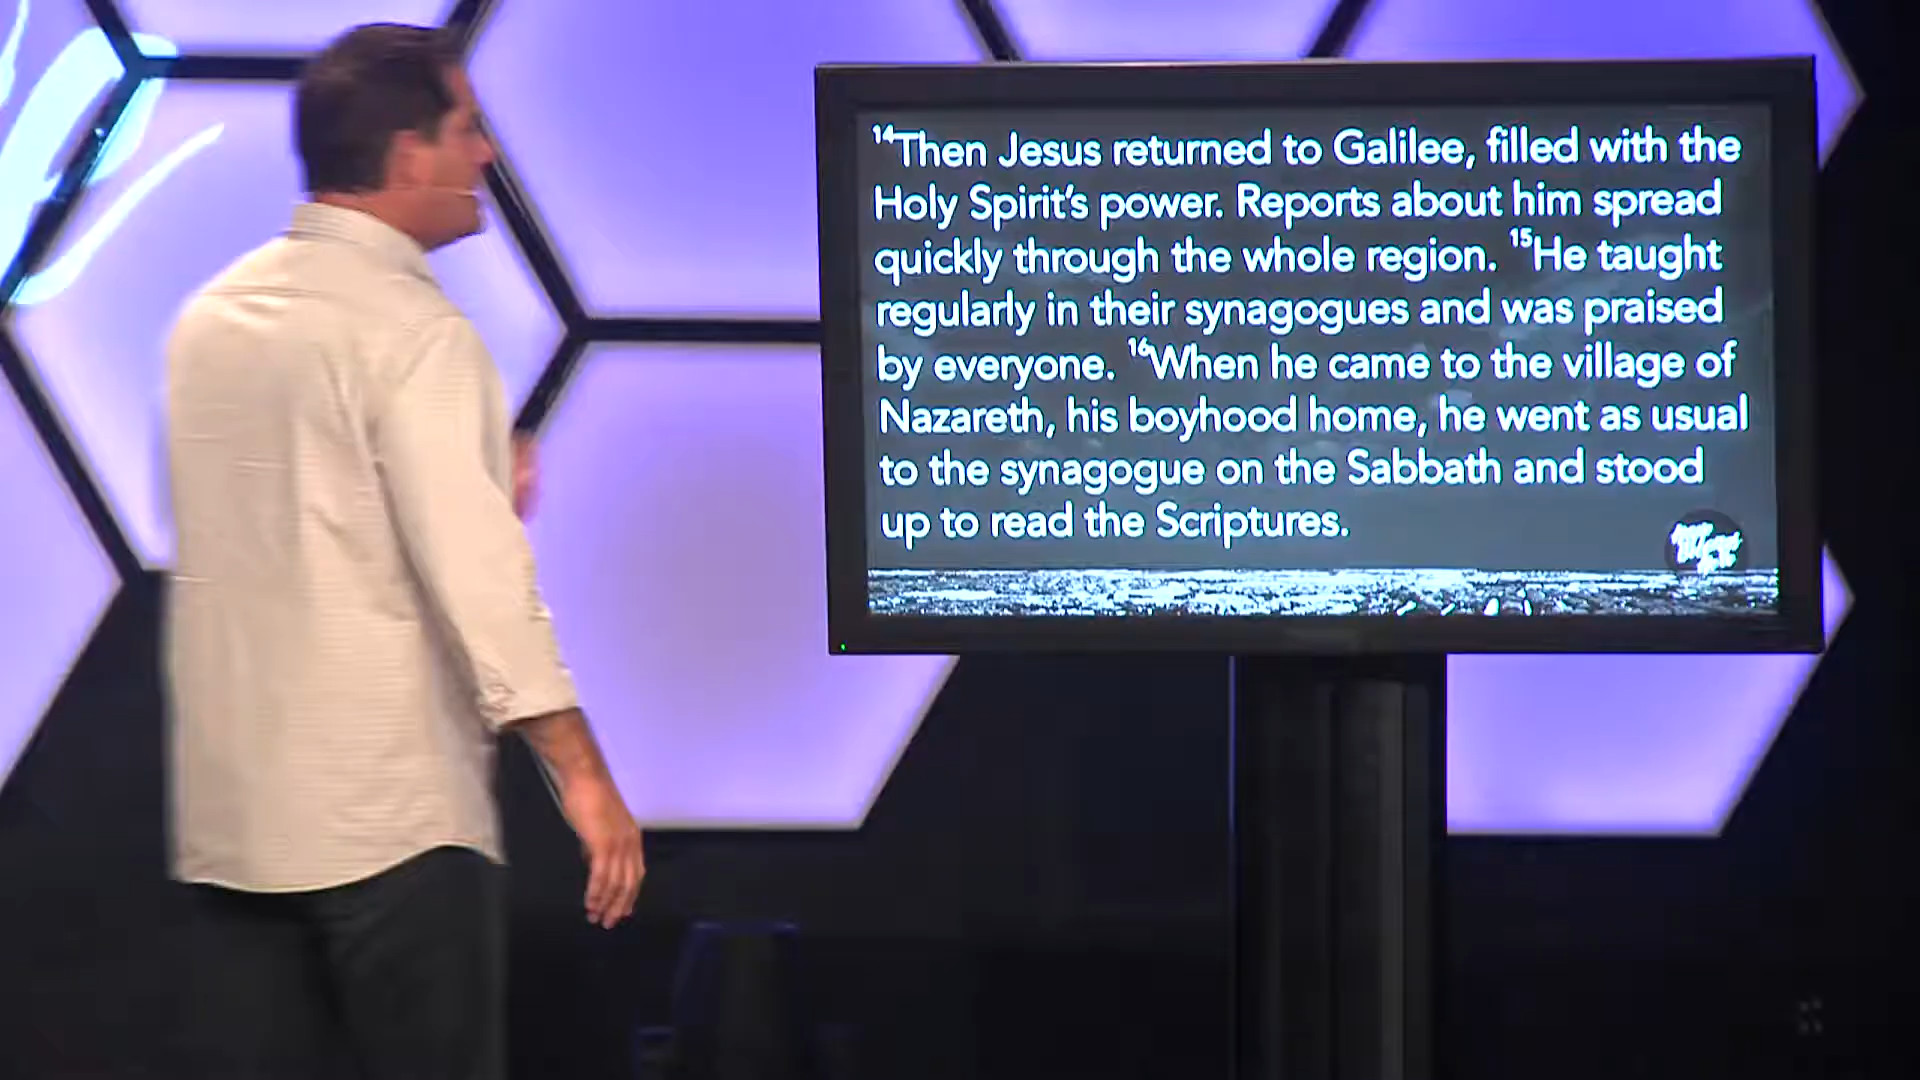 ¹⁴Then Jesus returned to Galilee, filled with the
Holy Spirit's power. Reports about him spread
quickly through the whole region. ¹⁵He taught
regularly in their synagogues and was praised
by everyone. ¹⁶When he came to the village of
Nazareth, his boyhood home, he went as usual
to the synagogue on the Sabbath and stood
up to read the Scriptures.